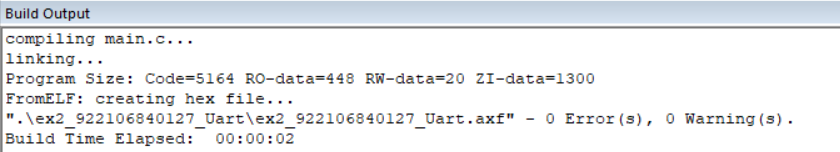 Build Output
compiling main.c...
linking...
Program Size: Code=5164 RO-data=448 RW-data=20 ZI-data=1300
FromELF: creating hex file...
".\ex2_922106840127_Uart\ex2_922106840127_Uart.axf" - 0 Error(s), 0 Warning(s).
Build Time Elapsed:  00:00:02